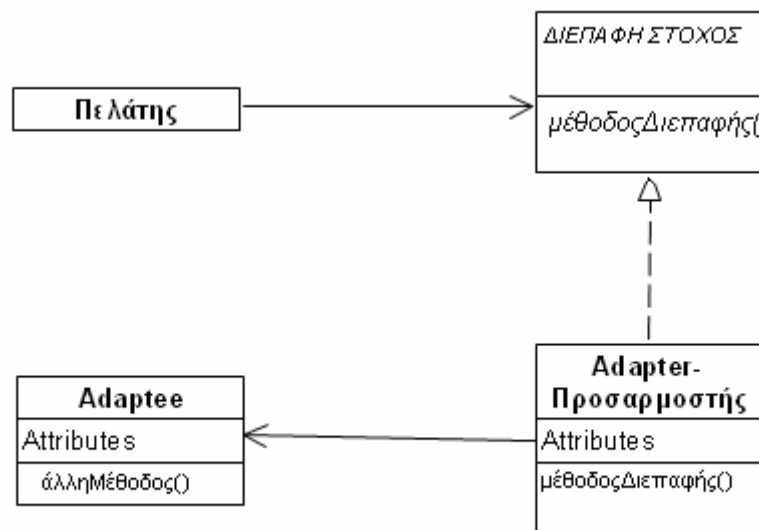 ΔΙΕΠΑΦΗ ΣΤΟΧΟΣ
Πελάτης
μέθοδοςΔιεπαφής()
Adapter-
Προσαρμοστής
Attributes
μέθοδοςΔιεπαφής()
Adaptee
Attributes
άλληΜέθοδος()